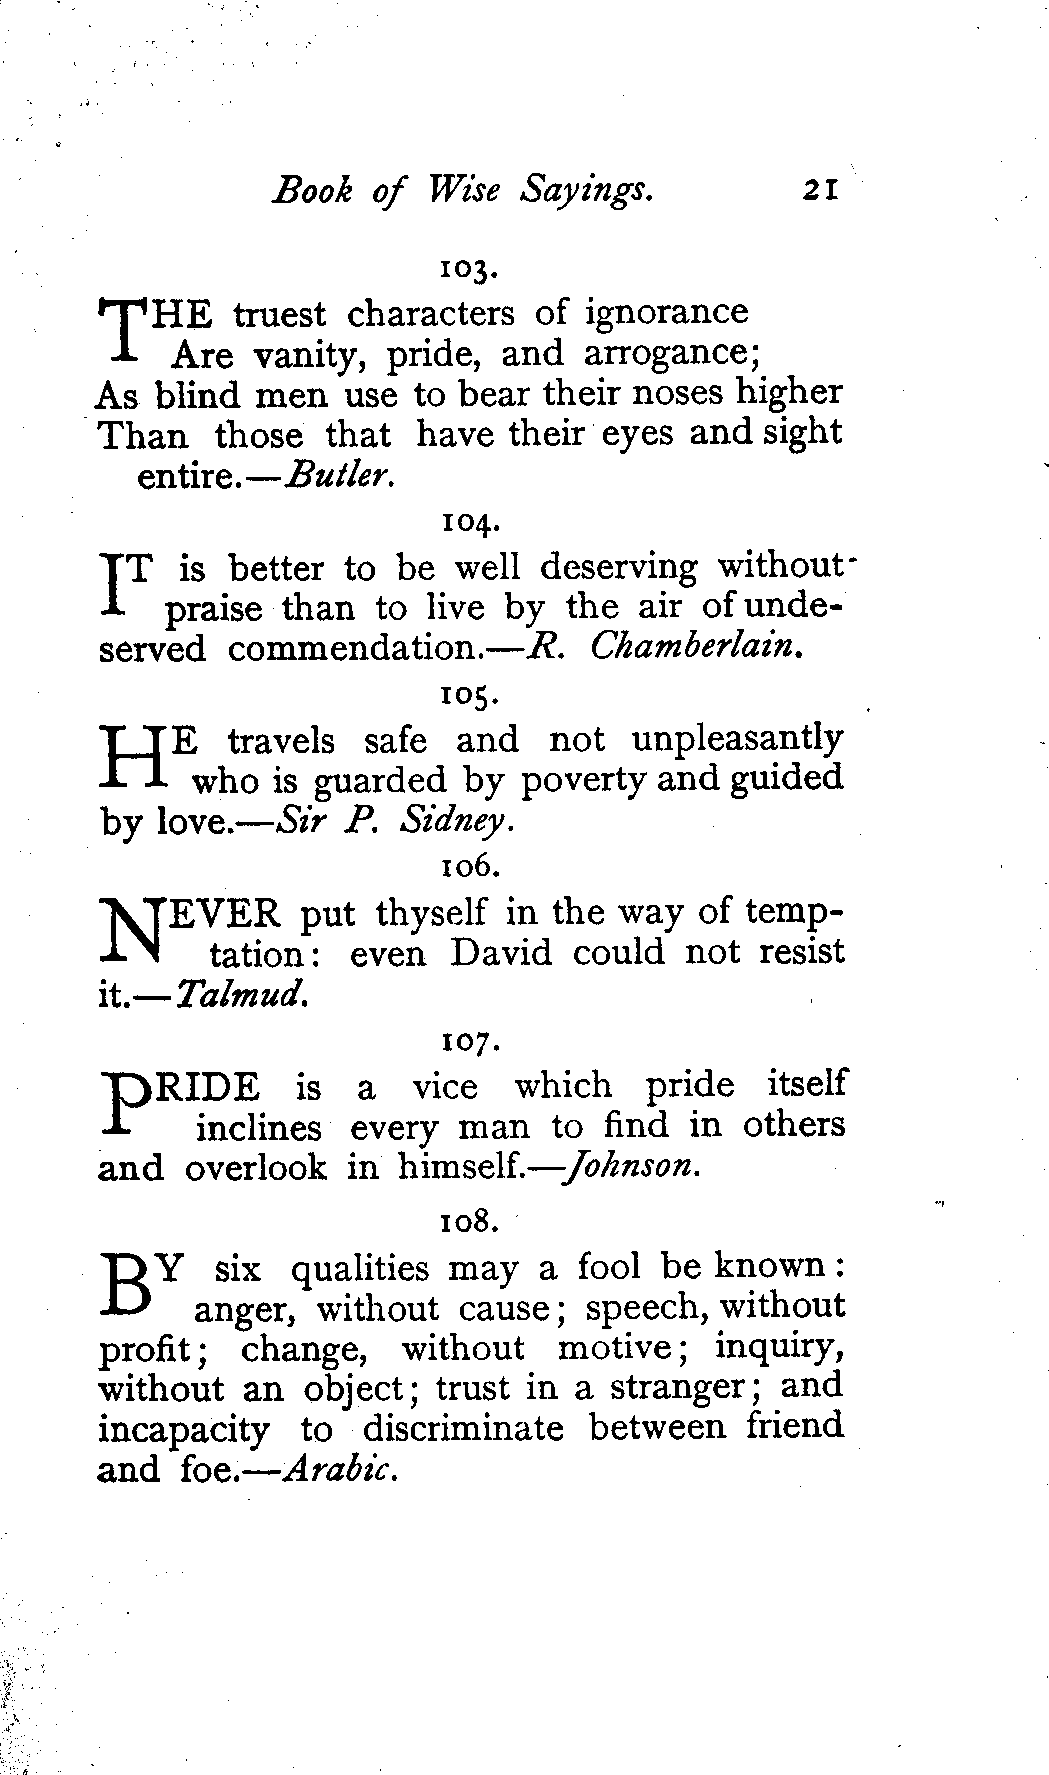 Book of Wise Sayings. 21
103.
THE truest characters of ignorance
Are vanity, pride, and arrogance;
As blind men use to bear their noses higher
Than those that have their eyes and sight
entire.—Butler.
104.
IT is better to be well deserving without
praise than to live by the air of unde-
served commendation.—R. Chamberlain.
105.
HE travels safe and not unpleasantly
who is guarded by poverty and guided
by love.—Sir P. Sidney.
106.
NEVER put thyself in the way of temp-
tation: even David could not resist
it.—Talmud.
107.
PRIDE is a vice which pride itself
inclines every man to find in others
and overlook in himself.—Johnson.
108.
BY six qualities may a fool be known:
anger, without cause; speech, without
profit; change, without motive; inquiry,
without an object; trust in a stranger; and
incapacity to discriminate between friend
and foe.—Arabic.